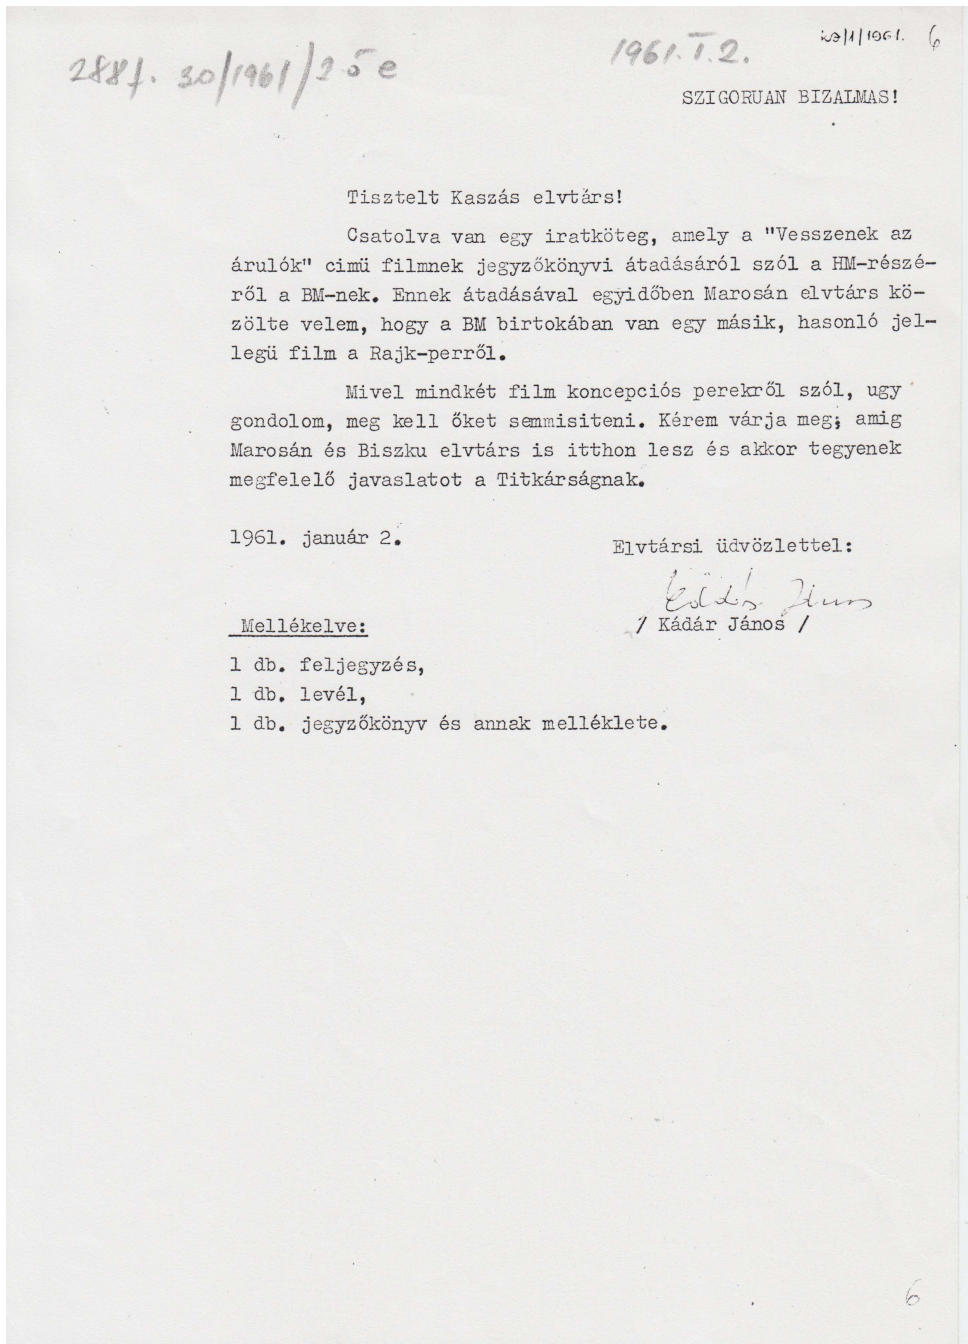 1961. I. 2.
6
288f. 30/1961/25 e
SZIGORUAN BIZALMAS!
Tisztelt Kaszás elvtárs!
Csatolva van egy iratköteg, amely a "Vesszenek az
árulók" cimü filmnek jegyzőkönyvi átadásáról szól a HM-részé-
ről a BM-nek. Ennek átadásával egyidőben Marosán elvtárs kö-
zölte velem, hogy a BM birtokában van egy másik, hasonló jel-
legü film a Rajk-perről.
Mivel mindkét film koncepciós perekről szól, ugy
gondolom, meg kell őket semmisiteni. Kérem várja meg; amig
Marosán és Biszku elvtárs is itthon lesz és akkor tegyenek
megfelelő javaslatot a Titkárságnak.
1961. január 2.
Elvtársi üdvözlettel:
Kádár János
/ Kádár János /
Mellékelve:
1 db. feljegyzés,
1 db. levél,
1 db. jegyzőkönyv és annak melléklete.
6